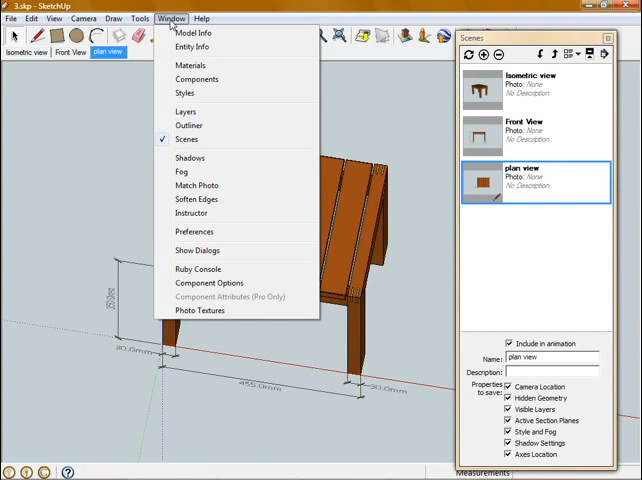 3.skp - SketchUp
File Edit View Camera Draw Tools Window Help
Isometric view Front View plan view
Model Info
Entity Info
Materials
Components
Styles
Layers
Outliner
Scenes
Shadows
Fog
Match Photo
Soften Edges
Instructor
Preferences
Show Dialogs
Ruby Console
Component Options
Component Attributes (Pro Only)
Photo Textures
30.0mm
455.0mm
30.0mm
Scenes
Isometric view
Photo: None
No Description
Front View
Photo: None
No Description
plan view
Photo: None
No Description
Include in animation
Name: plan view
Description:
Properties to save:
Camera Location
Hidden Geometry
Visible Layers
Active Section Planes
Style and Fog
Shadow Settings
Axes Location
Measurements